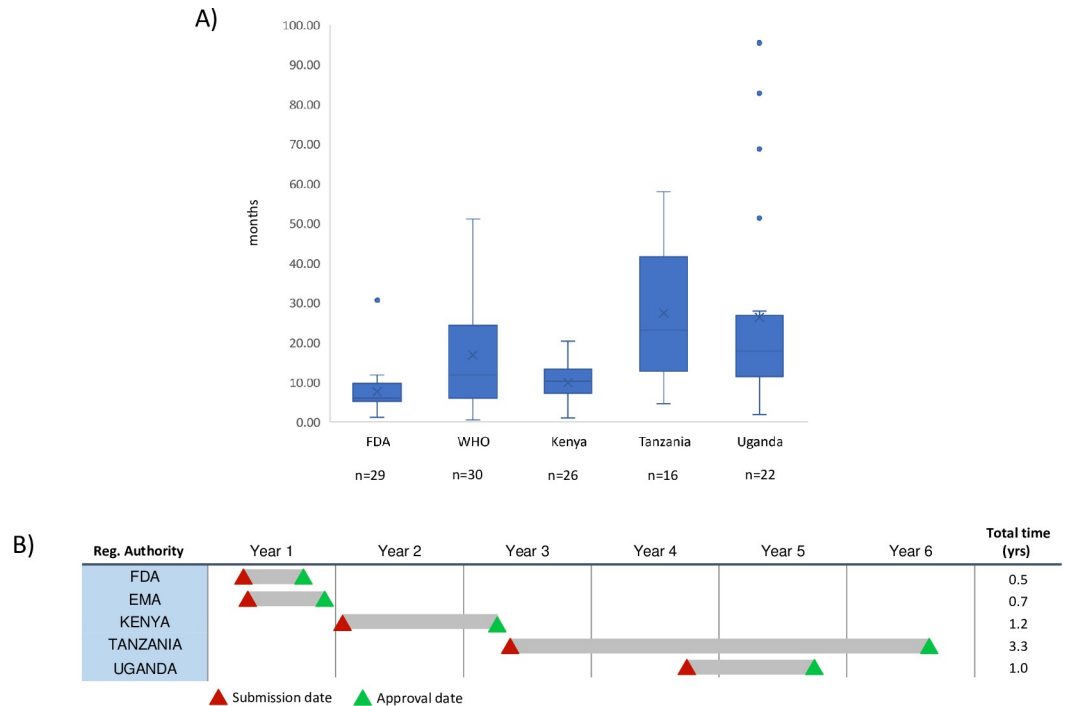 A)
100.00
90.00
80.00
70.00
60.00
50.00
40.00
30.00
20.00
10.00
0.00
months
FDA WHO Kenya Tanzania Uganda
n=29 n=30 n=26 n=16 n=22
B)
Reg. Authority Year 1 Year 2 Year 3 Year 4 Year 5 Year 6 Total time (yrs)
FDA 0.5
EMA 0.7
KENYA 1.2
TANZANIA 3.3
UGANDA 1.0
Submission date Approval date